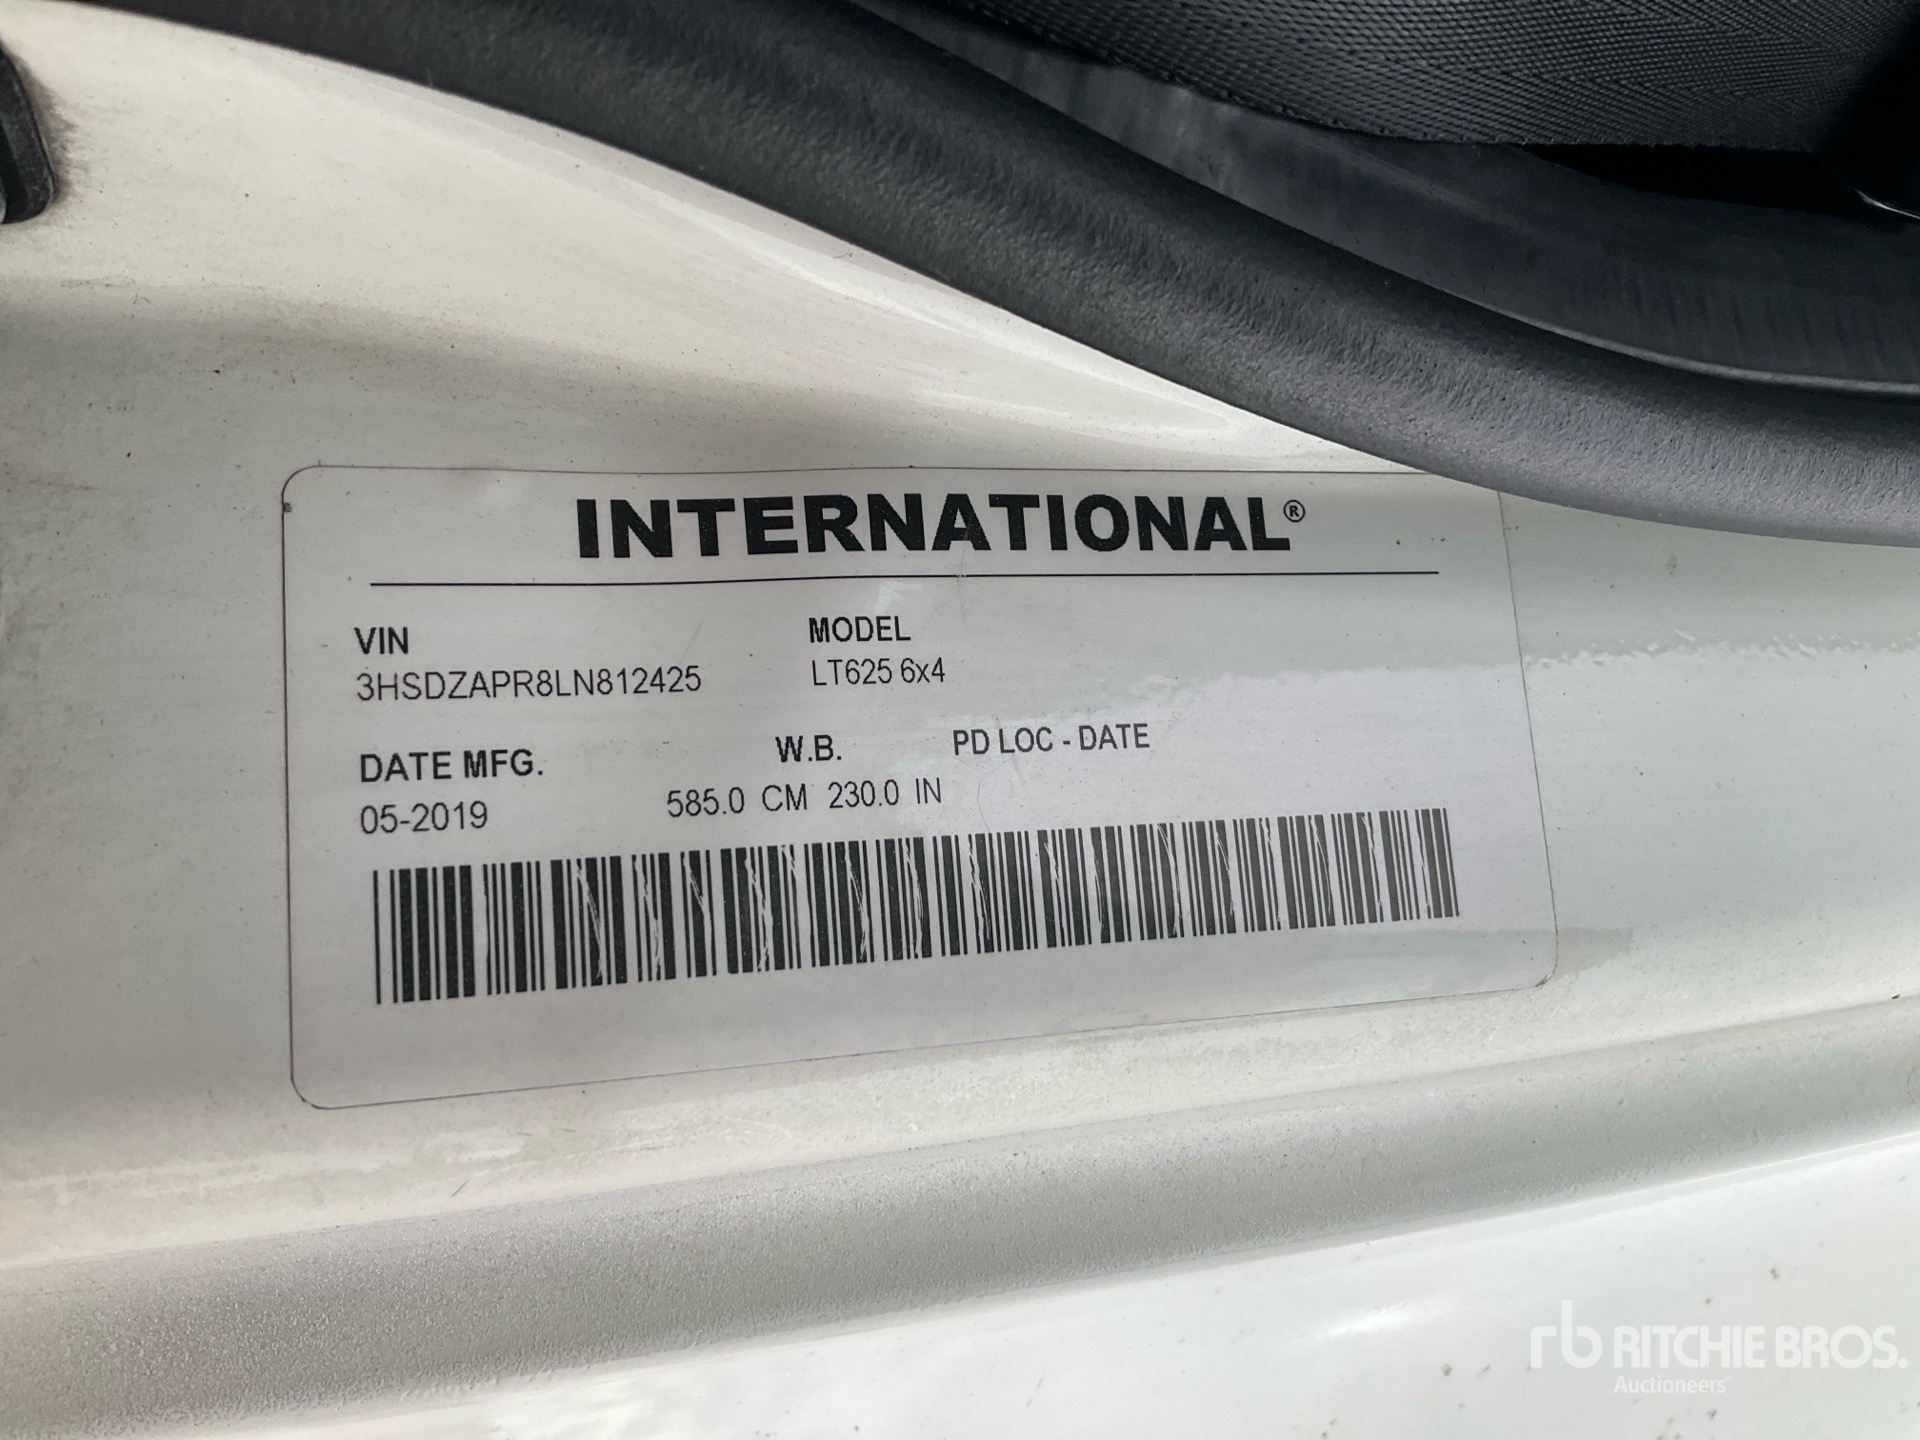 INTERNATIONAL®
VIN MODEL
3HSDZAPR8LN812425 LT625 6x4
DATE MFG. W.B. PD LOC - DATE
05-2019 585.0 CM 230.0 IN
rb RITCHIE BROS.
Auctioneers